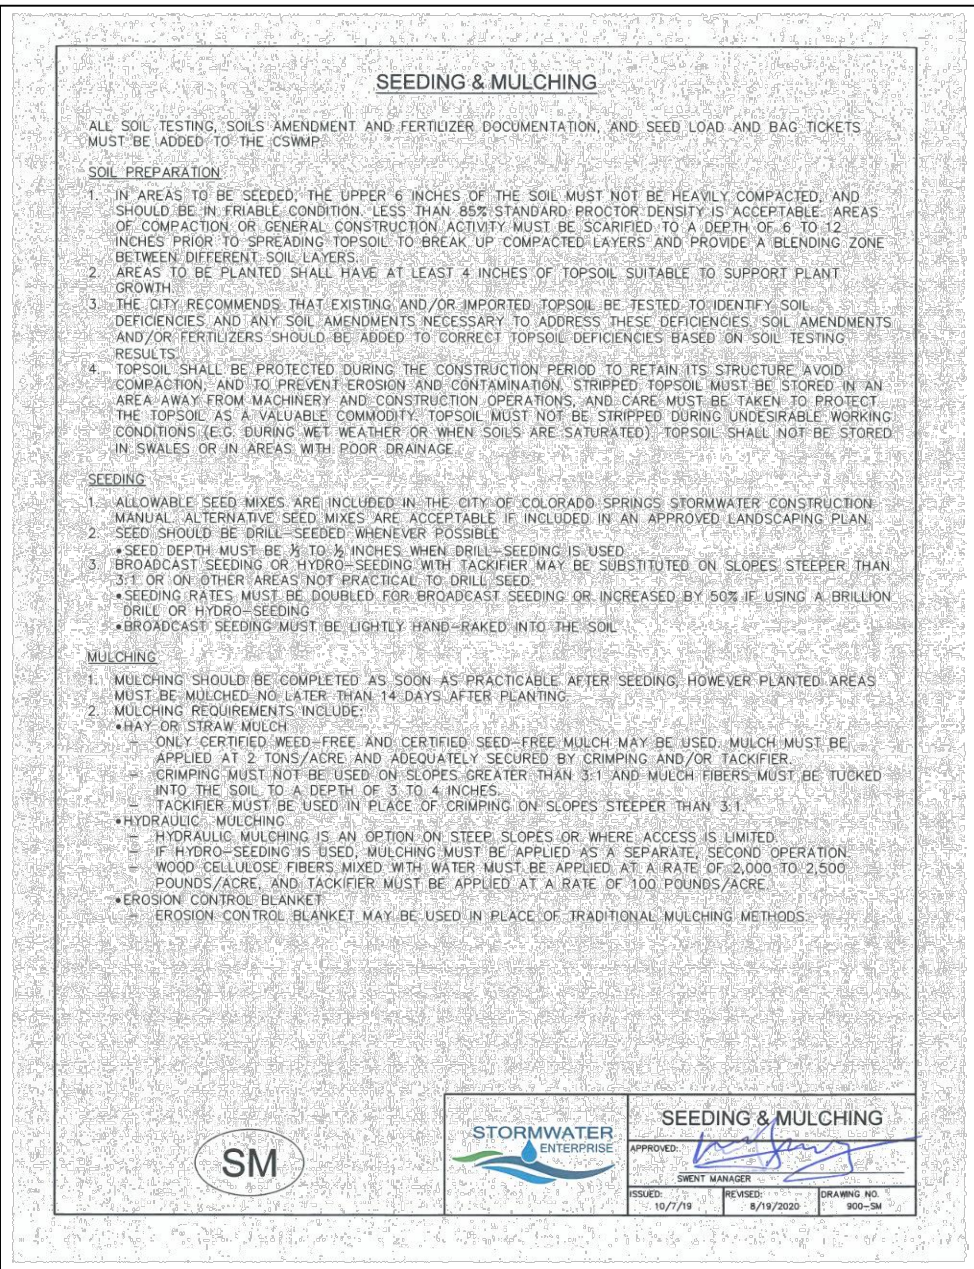 SEEDING & MULCHING
ALL SOIL TESTING, SOILS AMENDMENT AND FERTILIZER DOCUMENTATION, AND SEED LOAD AND BAG TICKETS
MUST BE ADDED TO THE CSWMP.
SOIL PREPARATION
1. IN AREAS TO BE SEEDED, THE UPPER 6 INCHES OF THE SOIL MUST NOT BE HEAVILY COMPACTED, AND
SHOULD BE IN FRIABLE CONDITION. LESS THAN 85% STANDARD PROCTOR DENSITY IS ACCEPTABLE. AREAS
OF COMPACTION OR GENERAL CONSTRUCTION ACTIVITY MUST BE SCARIFIED TO A DEPTH OF 6 TO 12
INCHES PRIOR TO SPREADING TOPSOIL TO BREAK UP COMPACTED LAYERS AND PROVIDE A BLENDING ZONE
BETWEEN DIFFERENT SOIL LAYERS.
2. AREAS TO BE PLANTED SHALL HAVE AT LEAST 4 INCHES OF TOPSOIL SUITABLE TO SUPPORT PLANT
GROWTH.
3. THE CITY RECOMMENDS THAT EXISTING AND/OR IMPORTED TOPSOIL BE TESTED TO IDENTIFY SOIL
DEFICIENCIES AND ANY SOIL AMENDMENTS NECESSARY TO ADDRESS THESE DEFICIENCIES. SOIL AMENDMENTS
AND/OR FERTILIZERS SHOULD BE ADDED TO CORRECT TOPSOIL DEFICIENCIES BASED ON SOIL TESTING
RESULTS.
4. TOPSOIL SHALL BE PROTECTED DURING THE CONSTRUCTION PERIOD TO RETAIN ITS STRUCTURE AVOID
COMPACTION, AND TO PREVENT EROSION AND CONTAMINATION. STRIPPED TOPSOIL MUST BE STORED IN AN
AREA AWAY FROM MACHINERY AND CONSTRUCTION OPERATIONS, AND CARE MUST BE TAKEN TO PROTECT
THE TOPSOIL AS A VALUABLE COMMODITY. TOPSOIL MUST NOT BE STRIPPED DURING UNDESIRABLE WORKING
CONDITIONS (E.G. DURING WET WEATHER OR WHEN SOILS ARE SATURATED). TOPSOIL SHALL NOT BE STORED
IN SWALES OR IN AREAS WITH POOR DRAINAGE.
SEEDING
1. ALLOWABLE SEED MIXES ARE INCLUDED IN THE CITY OF COLORADO SPRINGS STORMWATER CONSTRUCTION
MANUAL. ALTERNATIVE SEED MIXES ARE ACCEPTABLE IF INCLUDED IN AN APPROVED LANDSCAPING PLAN.
2. SEED SHOULD BE DRILL-SEEDED WHENEVER POSSIBLE
•SEED DEPTH MUST BE ⅓ TO ½ INCHES WHEN DRILL-SEEDING IS USED
3. BROADCAST SEEDING OR HYDRO-SEEDING WITH TACKIFIER MAY BE SUBSTITUTED ON SLOPES STEEPER THAN
3:1 OR ON OTHER AREAS NOT PRACTICAL TO DRILL SEED.
•SEEDING RATES MUST BE DOUBLED FOR BROADCAST SEEDING OR INCREASED BY 50% IF USING A BRILLION
DRILL OR HYDRO-SEEDING
•BROADCAST SEEDING MUST BE LIGHTLY HAND-RAKED INTO THE SOIL
MULCHING
1. MULCHING SHOULD BE COMPLETED AS SOON AS PRACTICABLE AFTER SEEDING, HOWEVER PLANTED AREAS
MUST BE MULCHED NO LATER THAN 14 DAYS AFTER PLANTING.
2. MULCHING REQUIREMENTS INCLUDE:
•HAY OR STRAW MULCH
– ONLY CERTIFIED WEED-FREE AND CERTIFIED SEED-FREE MULCH MAY BE USED. MULCH MUST BE
APPLIED AT 2 TONS/ACRE AND ADEQUATELY SECURED BY CRIMPING AND/OR TACKIFIER.
– CRIMPING MUST NOT BE USED ON SLOPES GREATER THAN 3:1 AND MULCH FIBERS MUST BE TUCKED
INTO THE SOIL TO A DEPTH OF 3 TO 4 INCHES.
– TACKIFIER MUST BE USED IN PLACE OF CRIMPING ON SLOPES STEEPER THAN 3:1.
•HYDRAULIC MULCHING
– HYDRAULIC MULCHING IS AN OPTION ON STEEP SLOPES OR WHERE ACCESS IS LIMITED.
– IF HYDRO-SEEDING IS USED, MULCHING MUST BE APPLIED AS A SEPARATE, SECOND OPERATION.
– WOOD CELLULOSE FIBERS MIXED WITH WATER MUST BE APPLIED AT A RATE OF 2,000 TO 2,500
POUNDS/ACRE, AND TACKIFIER MUST BE APPLIED AT A RATE OF 100 POUNDS/ACRE.
•EROSION CONTROL BLANKET
– EROSION CONTROL BLANKET MAY BE USED IN PLACE OF TRADITIONAL MULCHING METHODS.
SM
STORMWATER
ENTERPRISE
SEEDING & MULCHING
APPROVED:
SWENT MANAGER
ISSUED: REVISED: DRAWING NO.
10/7/19 8/19/2020 900-SM